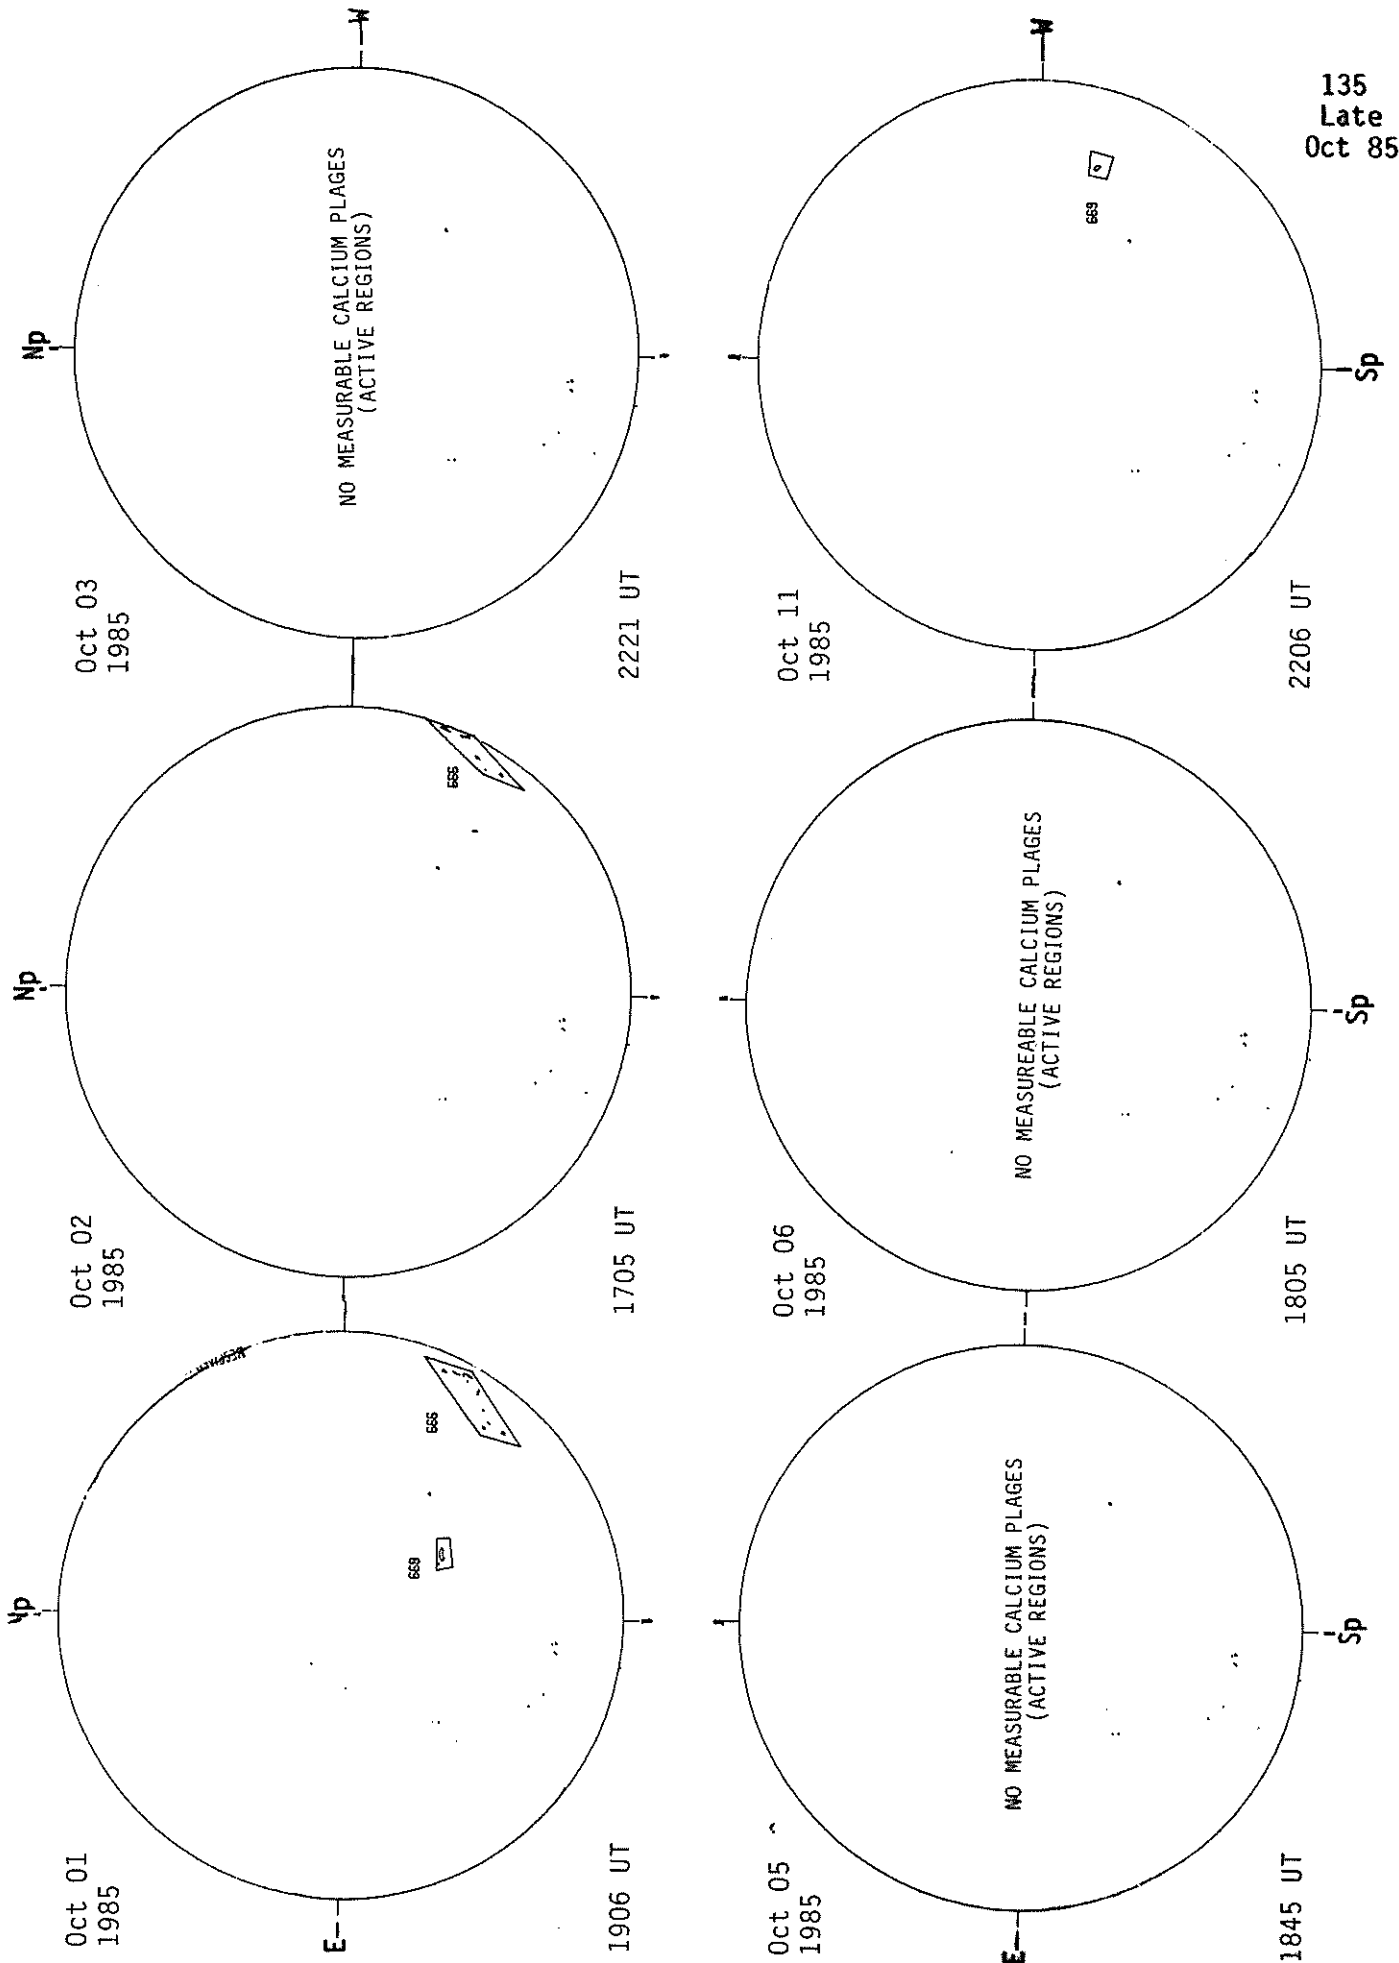 135
Late
Oct 85
Oct 01
1985
Np
E
666
1906 UT
Oct 02
1985
Np
666
1705 UT
Oct 03
1985
Np
W
NO MEASURABLE CALCIUM PLAGES
(ACTIVE REGIONS)
2221 UT
Oct 05
1985
E
NO MEASURABLE CALCIUM PLAGES
(ACTIVE REGIONS)
1845 UT
Sp
Oct 06
1985
NO MEASUREABLE CALCIUM PLAGES
(ACTIVE REGIONS)
1805 UT
Sp
Oct 11
1985
W
669
2206 UT
Sp